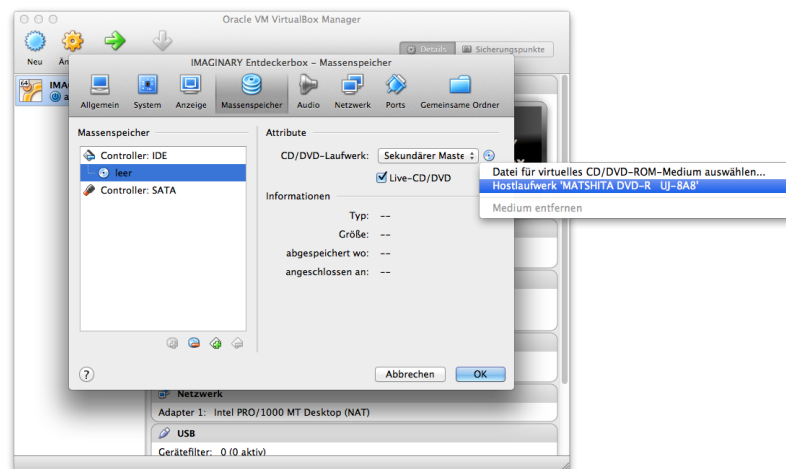 Oracle VM VirtualBox Manager
Neu
Details
Sicherungspunkte
IMAGINARY Entdeckerbox – Massenspeicher
Allgemein
System
Anzeige
Massenspeicher
Audio
Netzwerk
Ports
Gemeinsame Ordner
Massenspeicher
Attribute
Controller: IDE
leer
Controller: SATA
CD/DVD-Laufwerk:
Sekundärer Maste
Live-CD/DVD
Datei für virtuelles CD/DVD-ROM-Medium auswählen...
Hostlaufwerk 'MATSHITA DVD-R UJ-8A8'
Medium entfernen
Informationen
Typ: --
Größe: --
abgespeichert wo: --
angeschlossen an: --
?
Abbrechen
OK
Netzwerk
Adapter 1: Intel PRO/1000 MT Desktop (NAT)
USB
Gerätefilter: 0 (0 aktiv)